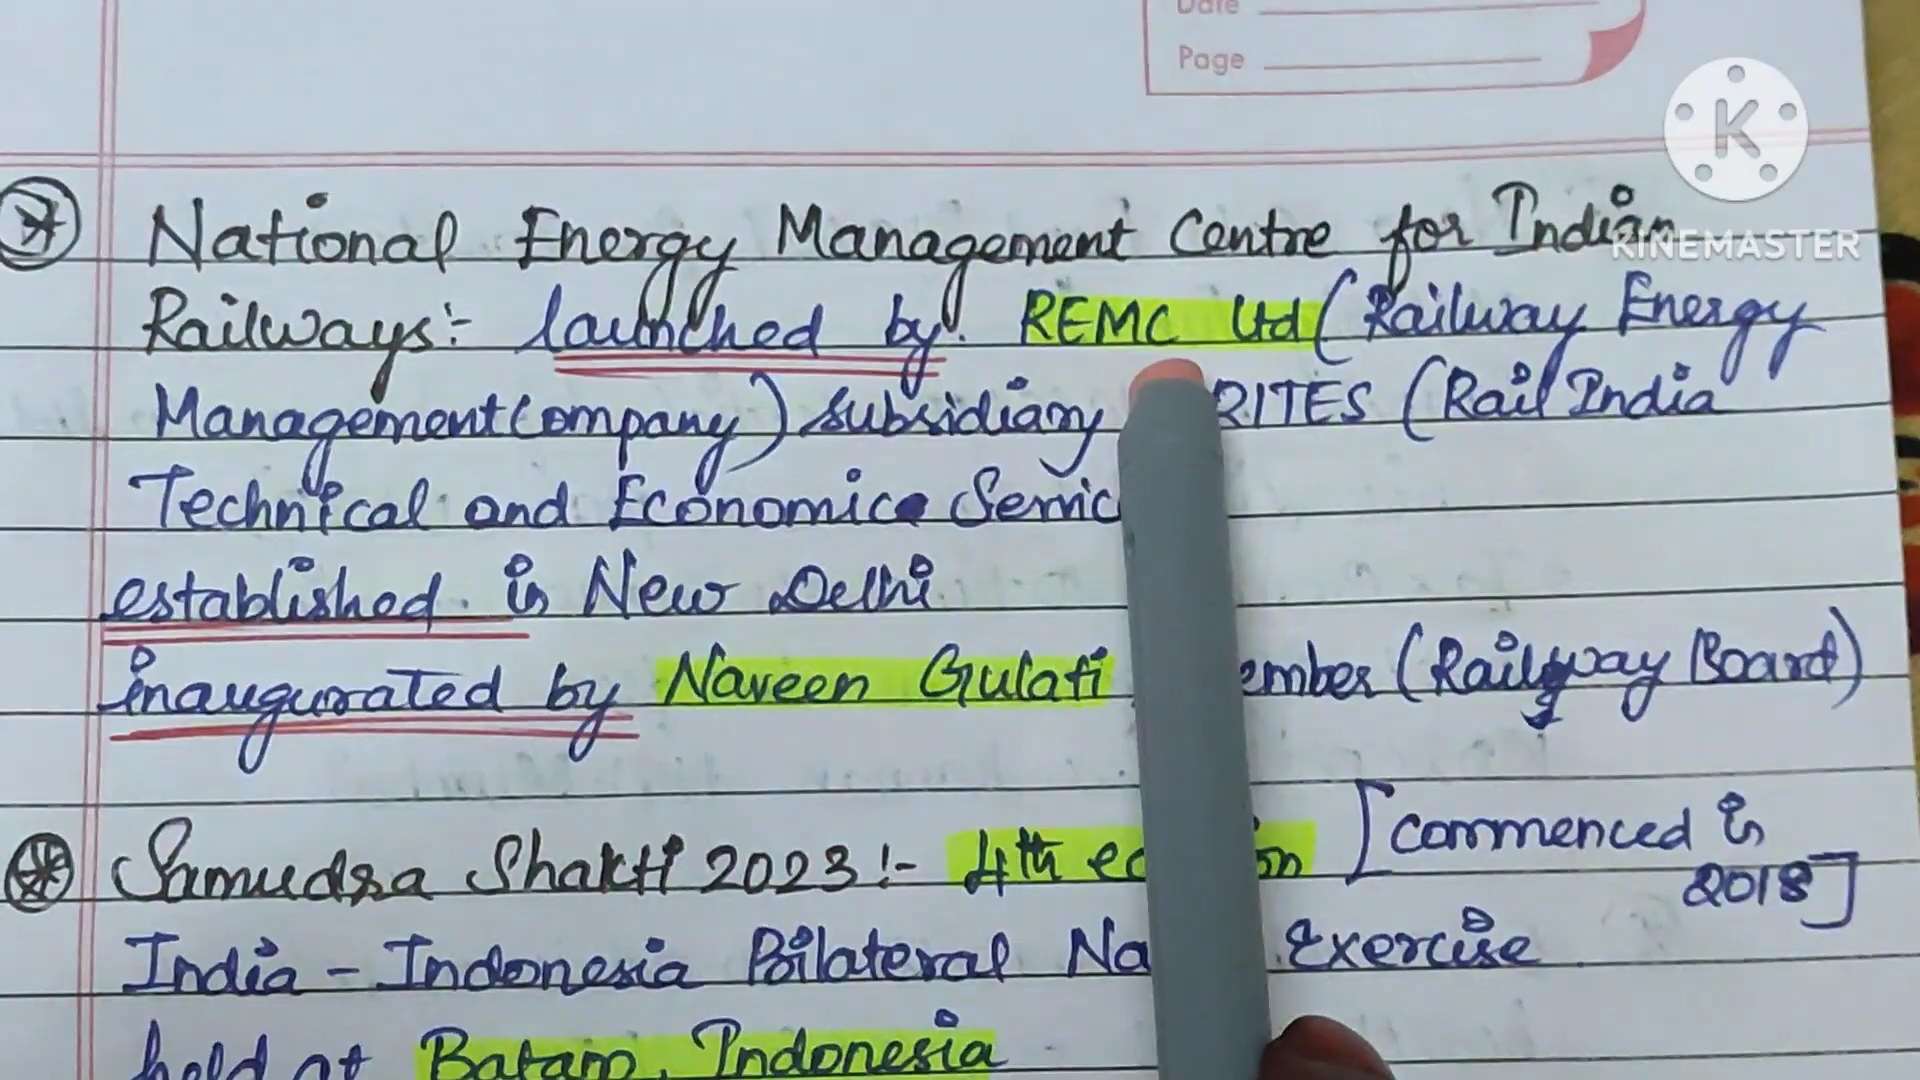 Date
Page
K
KINEMASTER
National Energy Management Centre for Indian
Railways:- launched by. REMC Ltd (Railway Energy
Management Company) subsidiary RITES (Rail India
Technical and Economic
established in New Delhi
inaugurated by Naveen Gulati ember (Railway Board)
Samudra Shakti 2023:- 4th [commenced in
2018]
India - Indonesia Bilateral Exercise
held at Batam, Indonesia